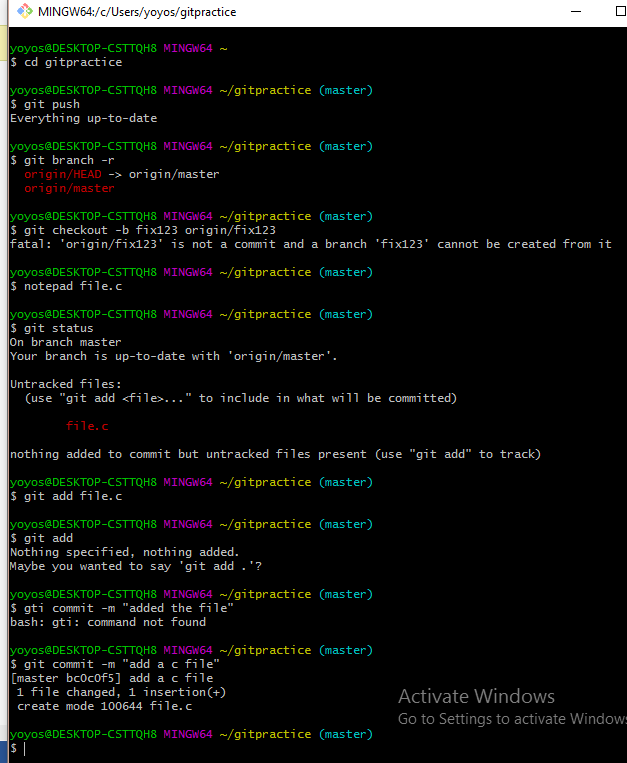 MINGW64:/c/Users/yoyos/gitpractice
yoyos@DESKTOP-CSTTQH8 MINGW64 ~
$ cd gitpractice
yoyos@DESKTOP-CSTTQH8 MINGW64 ~/gitpractice (master)
$ git push
Everything up-to-date
yoyos@DESKTOP-CSTTQH8 MINGW64 ~/gitpractice (master)
$ git branch -r
  origin/HEAD -> origin/master
  origin/master
yoyos@DESKTOP-CSTTQH8 MINGW64 ~/gitpractice (master)
$ git checkout -b fix123 origin/fix123
fatal: 'origin/fix123' is not a commit and a branch 'fix123' cannot be created from it
yoyos@DESKTOP-CSTTQH8 MINGW64 ~/gitpractice (master)
$ notepad file.c
yoyos@DESKTOP-CSTTQH8 MINGW64 ~/gitpractice (master)
$ git status
On branch master
Your branch is up-to-date with 'origin/master'.
Untracked files:
  (use "git add <file>..." to include in what will be committed)
        file.c
nothing added to commit but untracked files present (use "git add" to track)
yoyos@DESKTOP-CSTTQH8 MINGW64 ~/gitpractice (master)
$ git add file.c
yoyos@DESKTOP-CSTTQH8 MINGW64 ~/gitpractice (master)
$ git add
Nothing specified, nothing added.
Maybe you wanted to say 'git add .'?
yoyos@DESKTOP-CSTTQH8 MINGW64 ~/gitpractice (master)
$ gti commit -m "added the file"
bash: gti: command not found
yoyos@DESKTOP-CSTTQH8 MINGW64 ~/gitpractice (master)
$ git commit -m "add a c file"
[master bc0c0f5] add a c file
 1 file changed, 1 insertion(+)
 create mode 100644 file.c
yoyos@DESKTOP-CSTTQH8 MINGW64 ~/gitpractice (master)
$
Activate Windows
Go to Settings to activate Windows